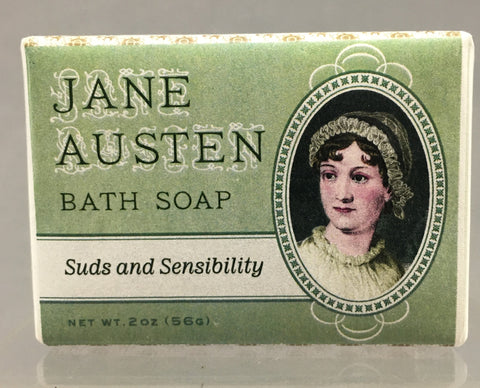 JANE
AUSTEN
BATH SOAP
Suds and Sensibility
NET WT. 2OZ (56G)